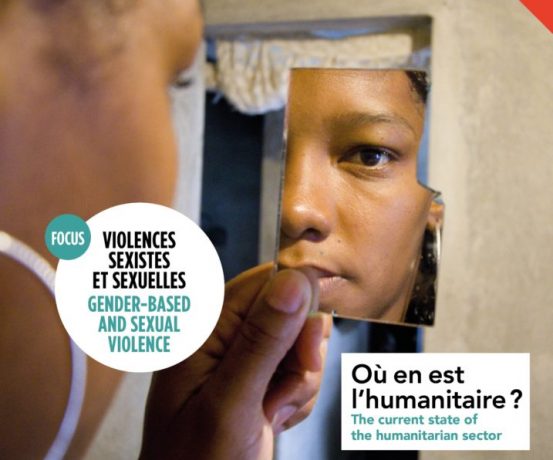 FOCUS
VIOLENCES
SEXISTES
ET SEXUELLES
GENDER-BASED
AND SEXUAL
VIOLENCE
Où en est
l'humanitaire ?
The current state of
the humanitarian sector